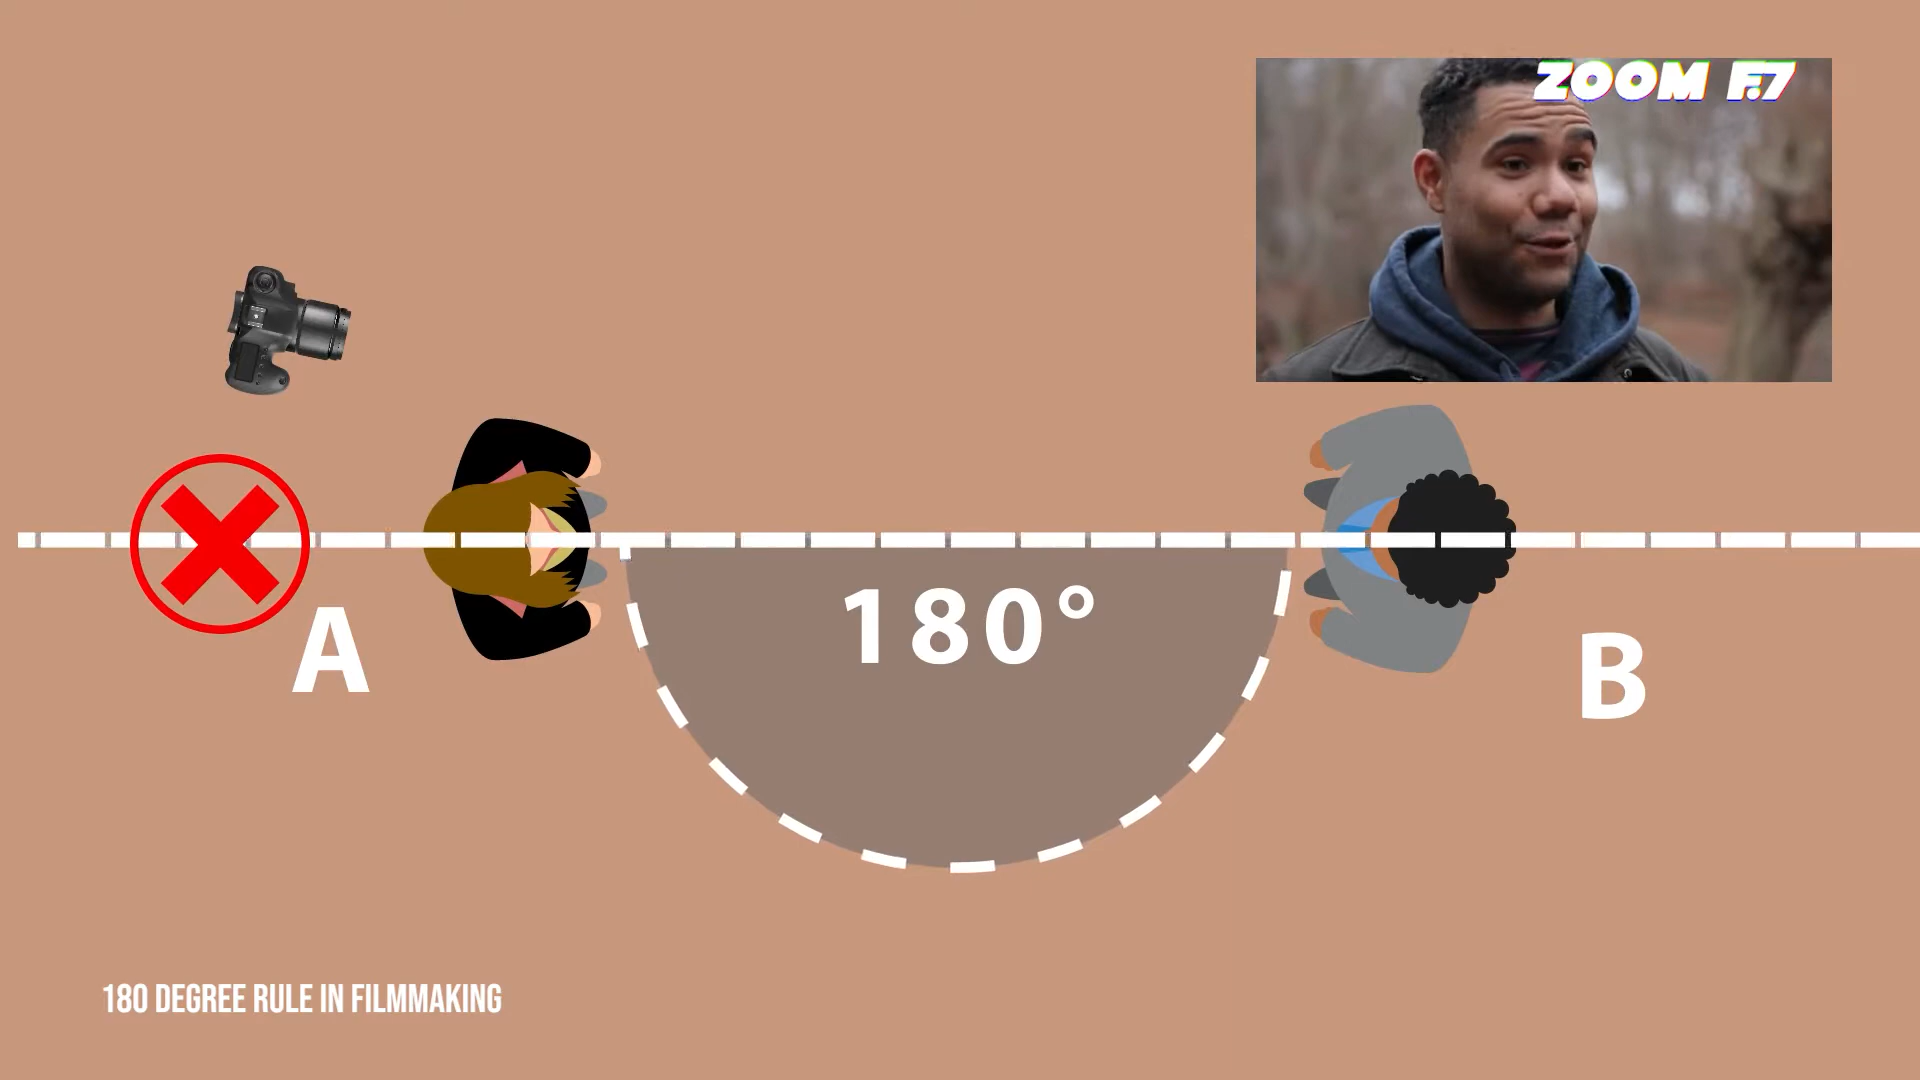 ZOOM F.7
180°
A
B
180 DEGREE RULE IN FILMMAKING